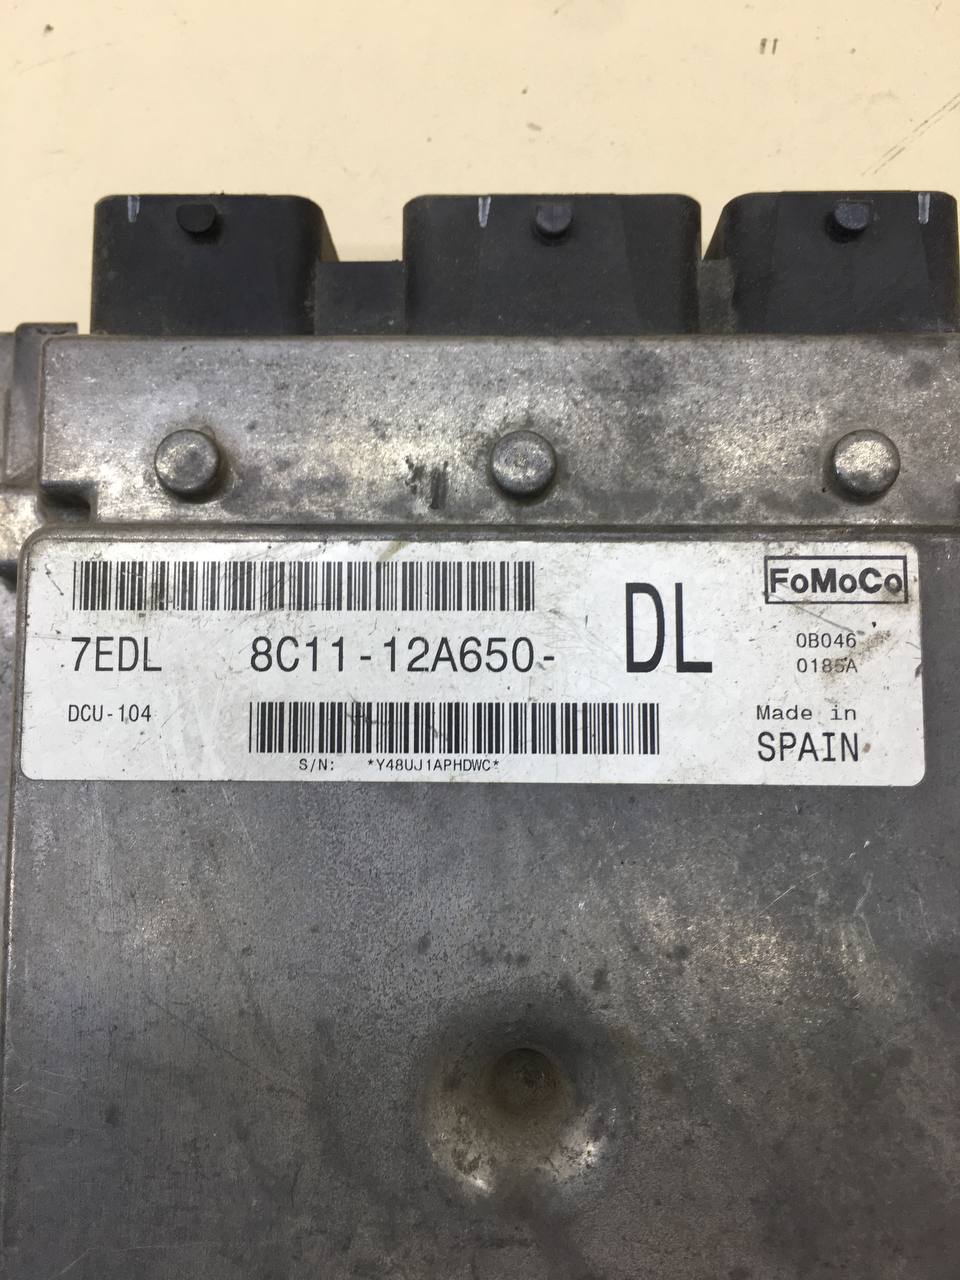 FoMoCo
7EDL 8C11-12A650- DL
0B046
0185A
DCU-104
Made in
SPAIN
S/N: *Y48UJ1APHDWC*